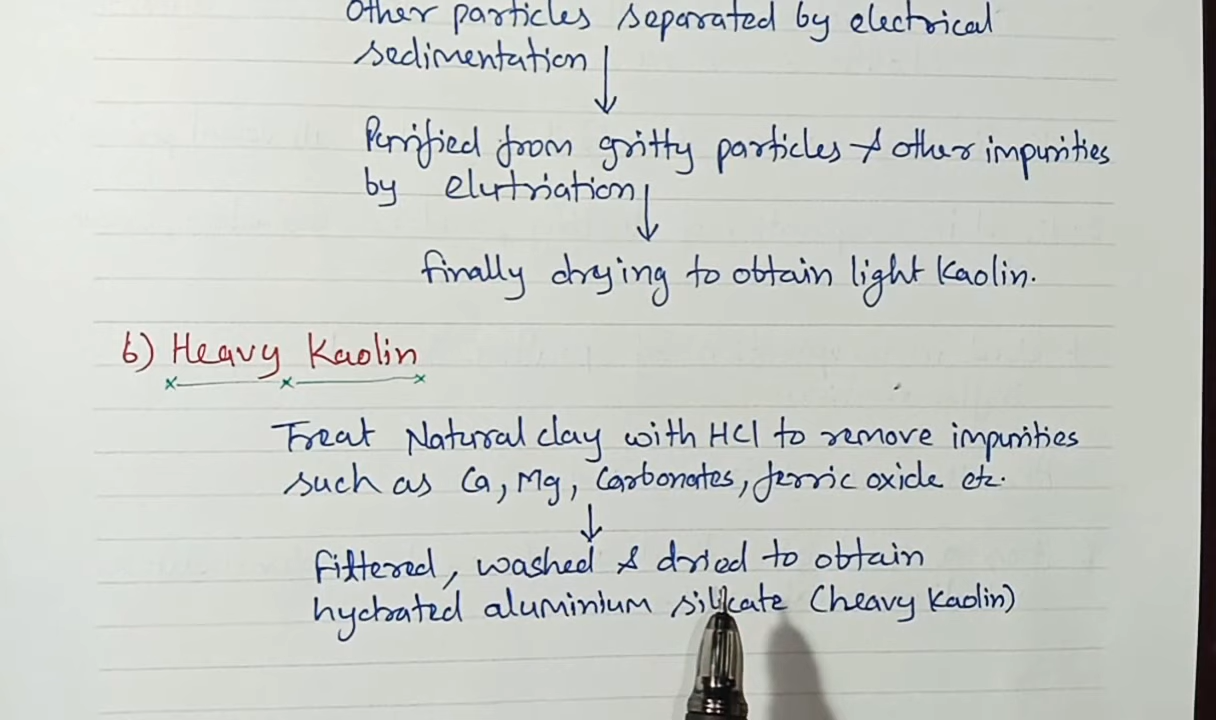 Other particles separated by electrical
sedimentation
↓
Purified from gritty particles & other impurities
by elutriation
↓
finally drying to obtain light Kaolin.
b) Heavy Kaolin
Treat Natural clay with HCl to remove impurities
such as Ca, Mg, Carbonates, ferric oxide etc.
↓
filtered, washed & dried to obtain
hydrated aluminium silicate (heavy Kaolin)